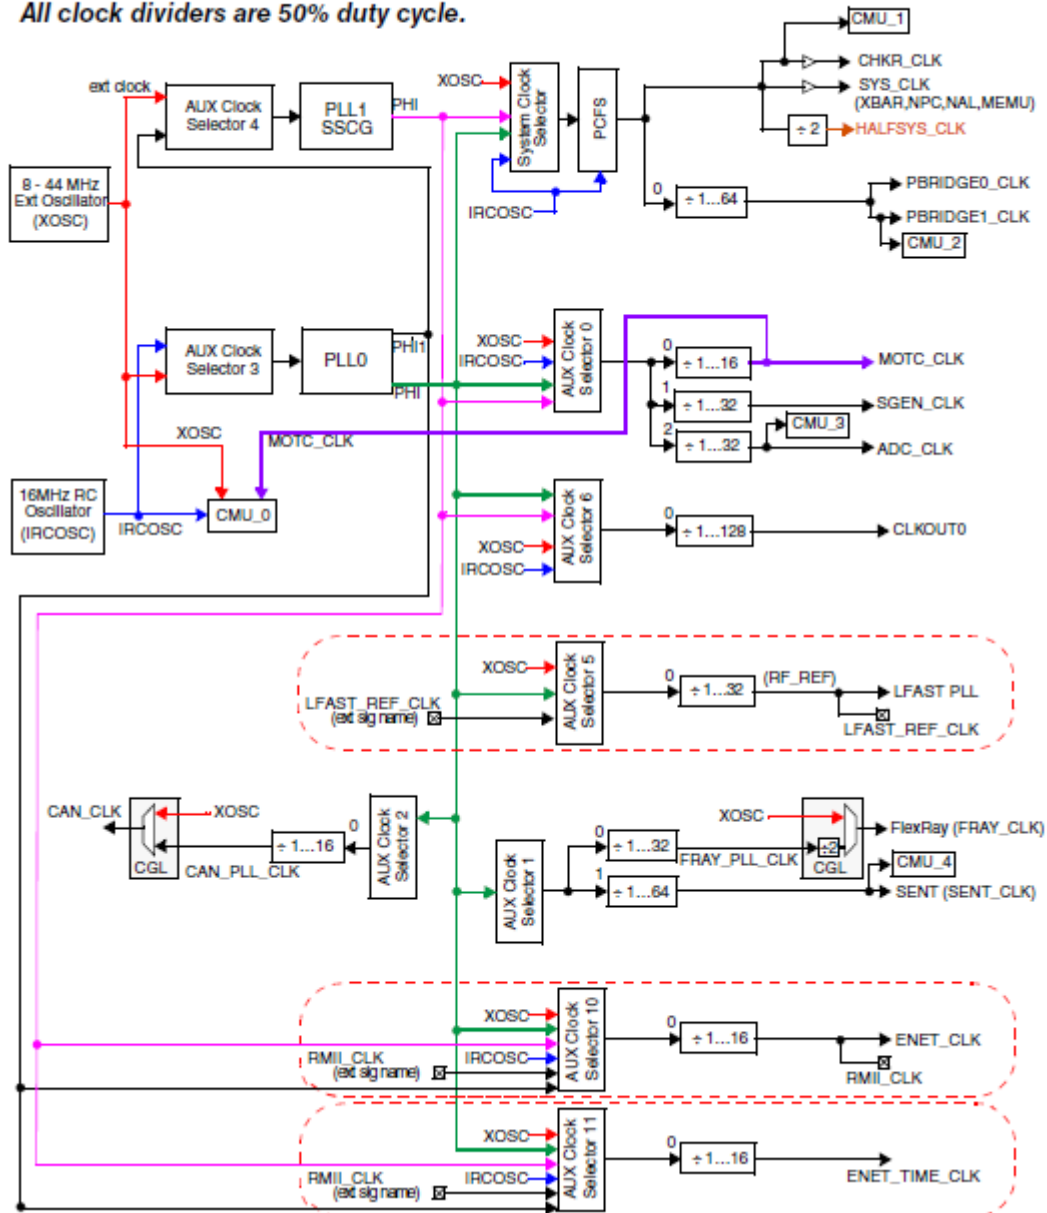 All clock dividers are 50% duty cycle.
CMU_1
ext clock
XOSC
CHKR_CLK
AUX Clock
Selector 4
PLL1
SSCG
PHI
System Clock
Selector
PCFS
SYS_CLK
(XBAR,NPC,NAL,MEMU)
÷ 2
HALFSYS_CLK
8 - 44 MHz
Ext Oscillator
(XOSC)
IRCOSC
0
÷ 1...64
PBRIDGE0_CLK
PBRIDGE1_CLK
CMU_2
AUX Clock
Selector 3
PLL0
PHI1
PHI
XOSC
IRCOSC
AUX Clock
Selector 0
0
÷ 1...16
MOTC_CLK
1
÷ 1...32
SGEN_CLK
2
÷ 1...32
CMU_3
ADC_CLK
XOSC
MOTC_CLK
16MHz RC
Oscillator
(IRCOSC)
IRCOSC
CMU_0
XOSC
IRCOSC
AUX Clock
Selector 6
0
÷ 1...128
CLKOUT0
XOSC
LFAST_REF_CLK
(ext sig name)
AUX Clock
Selector 5
0
÷ 1...32
(RF_REF)
LFAST PLL
LFAST_REF_CLK
CAN_CLK
XOSC
CGL
CAN_PLL_CLK
÷ 1...16
0
AUX Clock
Selector 2
AUX Clock
Selector 1
0
÷ 1...32
FRAY_PLL_CLK
XOSC
÷2
CGL
FlexRay (FRAY_CLK)
CMU_4
1
÷ 1...64
SENT (SENT_CLK)
XOSC
IRCOSC
RMII_CLK
(ext sig name)
AUX Clock
Selector 10
0
÷ 1...16
ENET_CLK
RMII_CLK
XOSC
IRCOSC
RMII_CLK
(ext sig name)
AUX Clock
Selector 11
0
÷ 1...16
ENET_TIME_CLK